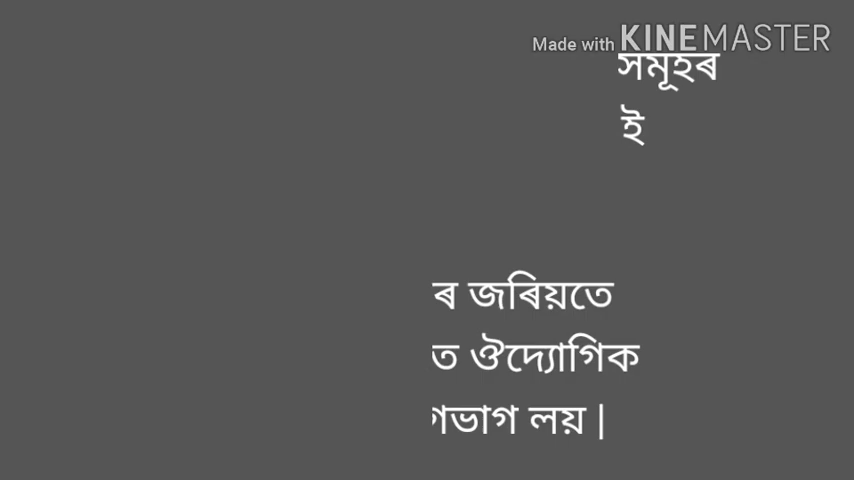 Made with KINEMASTER
সমূহৰ
ই
ৰ জৰিয়তে
ত ঔদ্যোগিক
লয় |